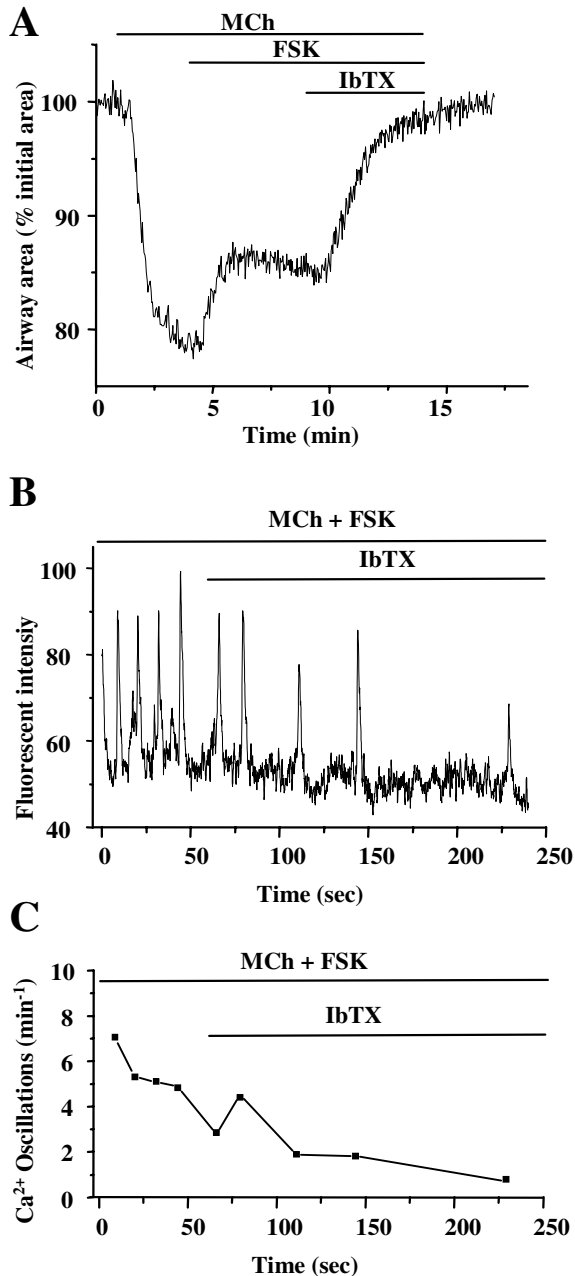 A
MCh
FSK
IbTX
100
90
80
Airway area (% initial area)
0 5 10 15
Time (min)
B
MCh + FSK
IbTX
100
80
60
40
Fluorescent intensiy
0 50 100 150 200 250
Time (sec)
C
MCh + FSK
IbTX
10
8
6
4
2
0
Ca²⁺ Oscillations (min⁻¹)
0 50 100 150 200 250
Time (sec)